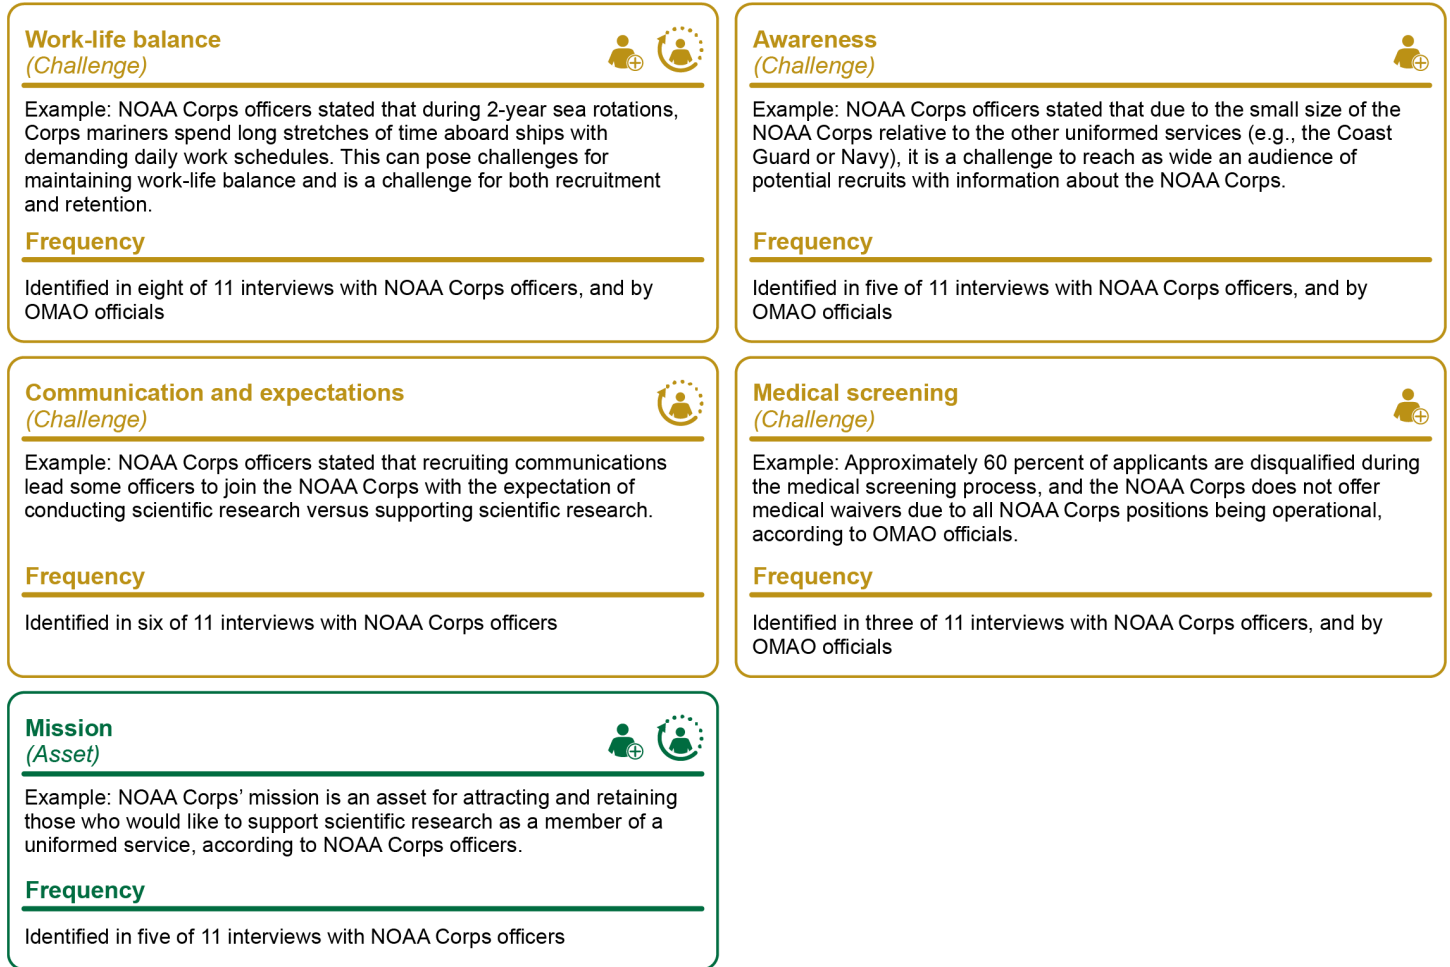 Work-life balance
(Challenge)
Example: NOAA Corps officers stated that during 2-year sea rotations,
Corps mariners spend long stretches of time aboard ships with
demanding daily work schedules. This can pose challenges for
maintaining work-life balance and is a challenge for both recruitment
and retention.
Frequency
Identified in eight of 11 interviews with NOAA Corps officers, and by
OMAO officials
Awareness
(Challenge)
Example: NOAA Corps officers stated that due to the small size of the
NOAA Corps relative to the other uniformed services (e.g., the Coast
Guard or Navy), it is a challenge to reach as wide an audience of
potential recruits with information about the NOAA Corps.
Frequency
Identified in five of 11 interviews with NOAA Corps officers, and by
OMAO officials
Communication and expectations
(Challenge)
Example: NOAA Corps officers stated that recruiting communications
lead some officers to join the NOAA Corps with the expectation of
conducting scientific research versus supporting scientific research.
Frequency
Identified in six of 11 interviews with NOAA Corps officers
Medical screening
(Challenge)
Example: Approximately 60 percent of applicants are disqualified during
the medical screening process, and the NOAA Corps does not offer
medical waivers due to all NOAA Corps positions being operational,
according to OMAO officials.
Frequency
Identified in three of 11 interviews with NOAA Corps officers, and by
OMAO officials
Mission
(Asset)
Example: NOAA Corps’ mission is an asset for attracting and retaining
those who would like to support scientific research as a member of a
uniformed service, according to NOAA Corps officers.
Frequency
Identified in five of 11 interviews with NOAA Corps officers